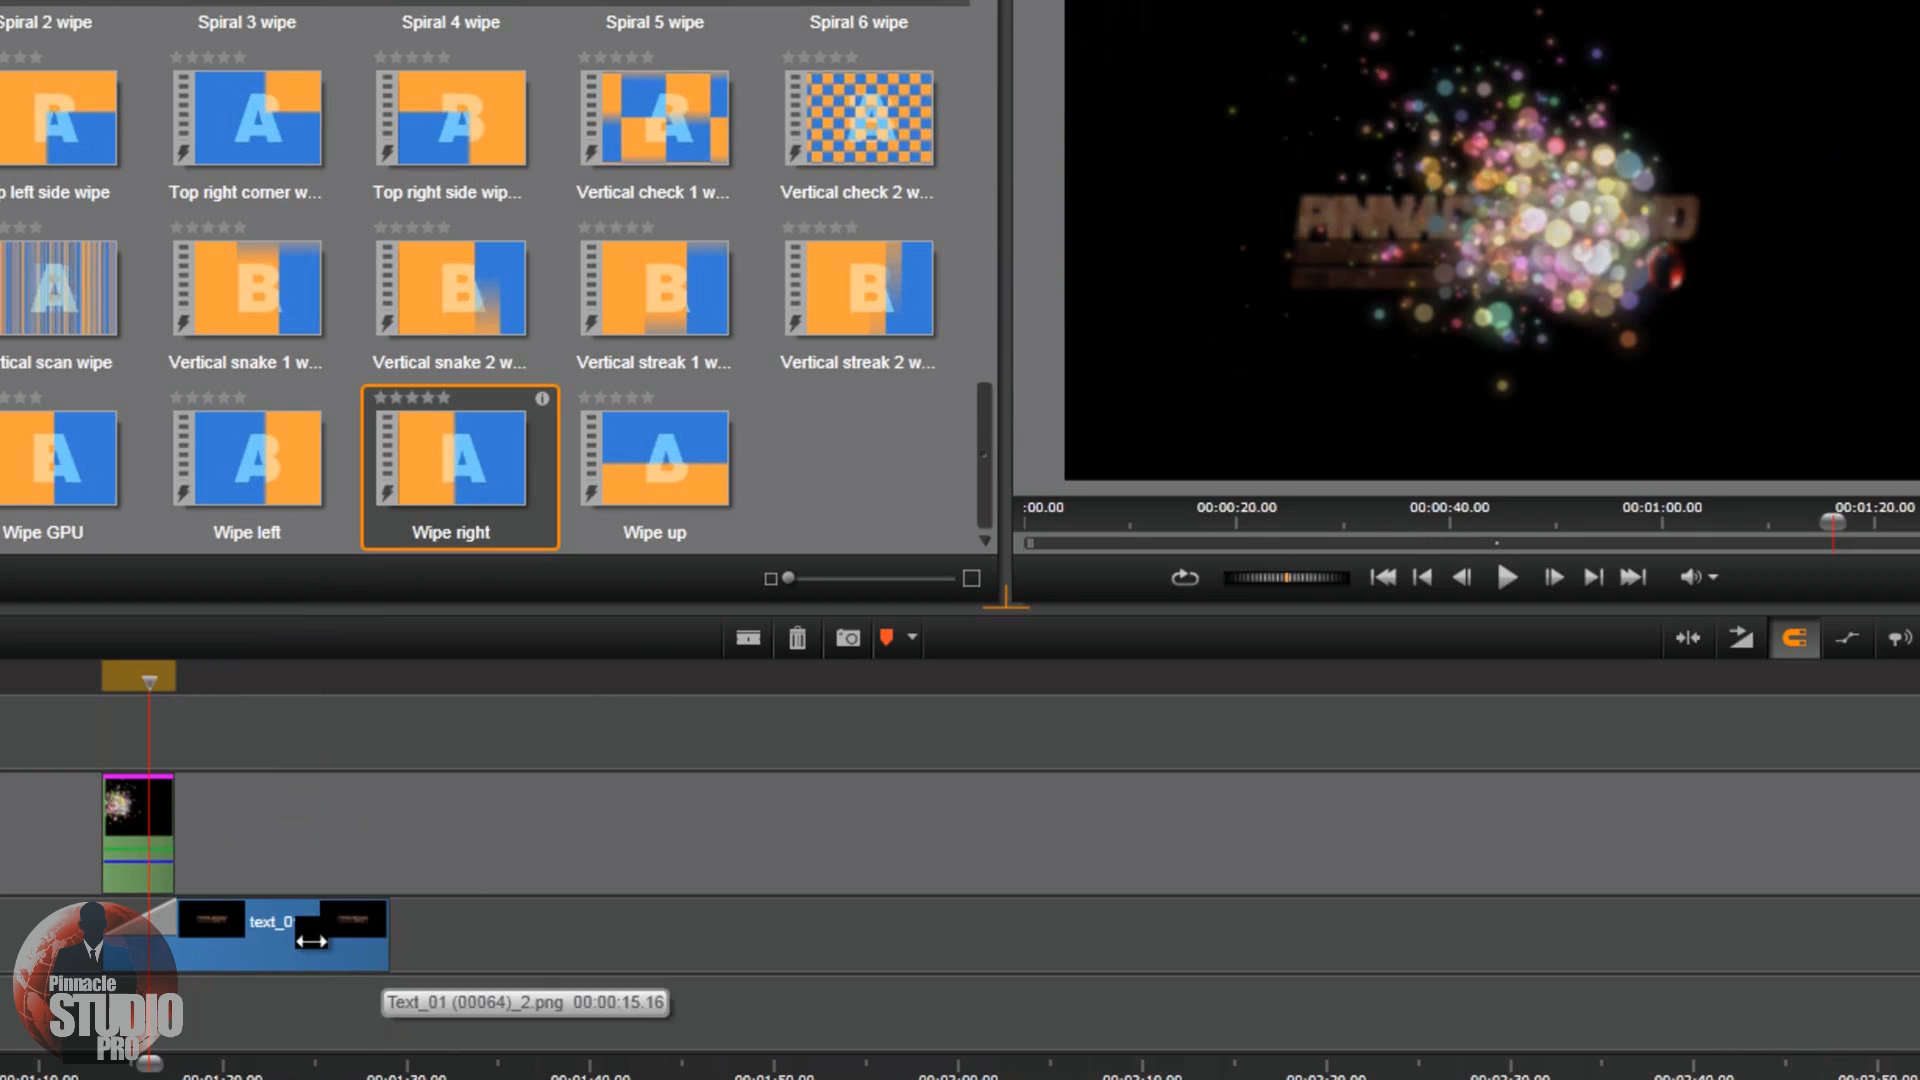 Spiral 2 wipe
Spiral 3 wipe
Spiral 4 wipe
Spiral 5 wipe
Spiral 6 wipe
B A
A
B A
B A
A
p left side wipe
Top right corner w...
Top right side wip...
Vertical check 1 w...
Vertical check 2 w...
A
B
B
B
B
tical scan wipe
Vertical snake 1 w...
Vertical snake 2 w...
Vertical streak 1 w...
Vertical streak 2 w...
B A
A B
A
A B
Wipe GPU
Wipe left
Wipe right
Wipe up
:00.00
00:00:20.00
00:00:40.00
00:01:00.00
00:01:20.00
text_0
Text_01 (00064)_2.png 00:00:15.16
Pinnacle
STUDIO
PRO
00:01:20.00
00:01:30.00
00:01:40.00
00:01:50.00
00:02:00.00
00:02:10.00
00:02:20.00
00:02:30.00
00:02:40.00
00:02:50.00